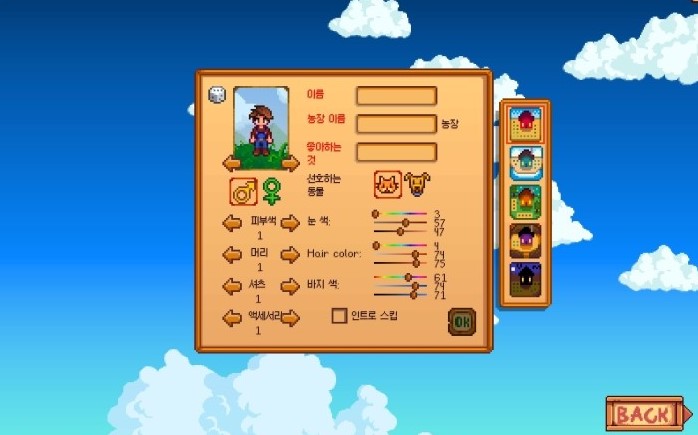 이름
농장 이름 농장
좋아하는
것
선호하는
동물
피부색 눈 색: 3
1 57
47
머리 Hair color: 4
1 74
75
셔츠 바지 색: 61
1 74
71
액세서리 인트로 스킵 OK
1
BACK